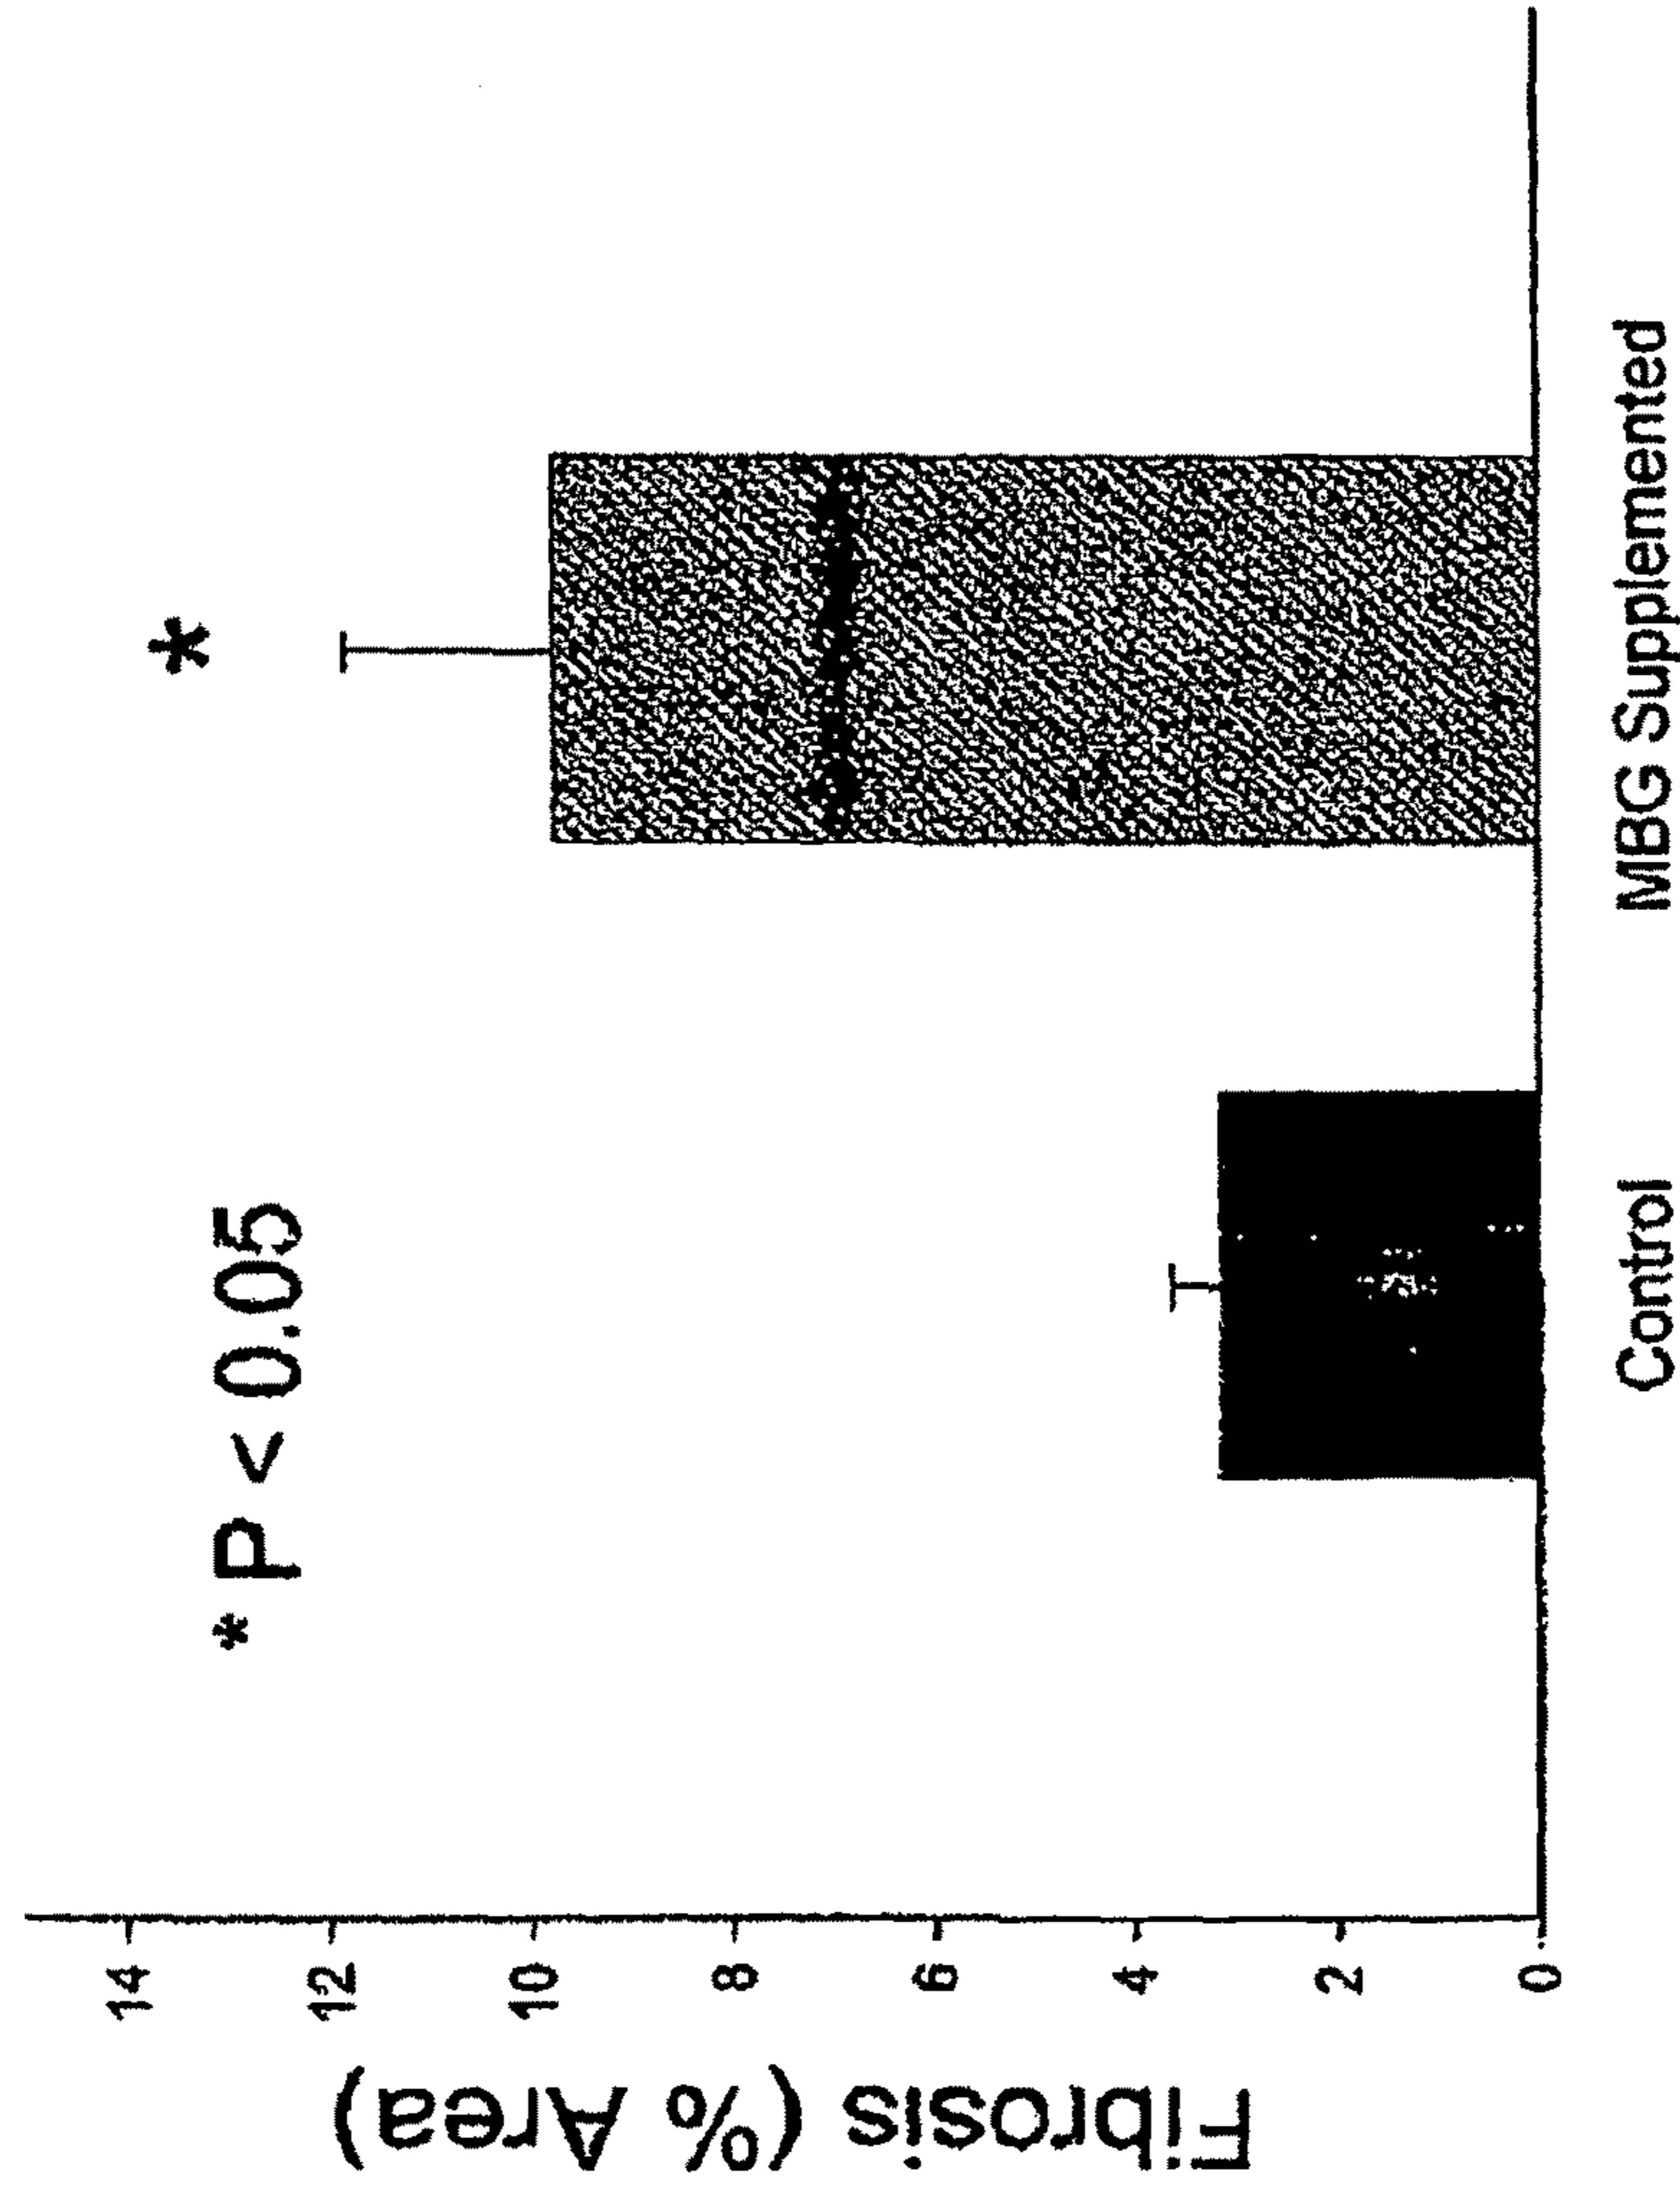 Fibrosis (% Area)
14
12
10
8
6
4
2
0
* P < 0.05
*
Control
MBG Supplemented